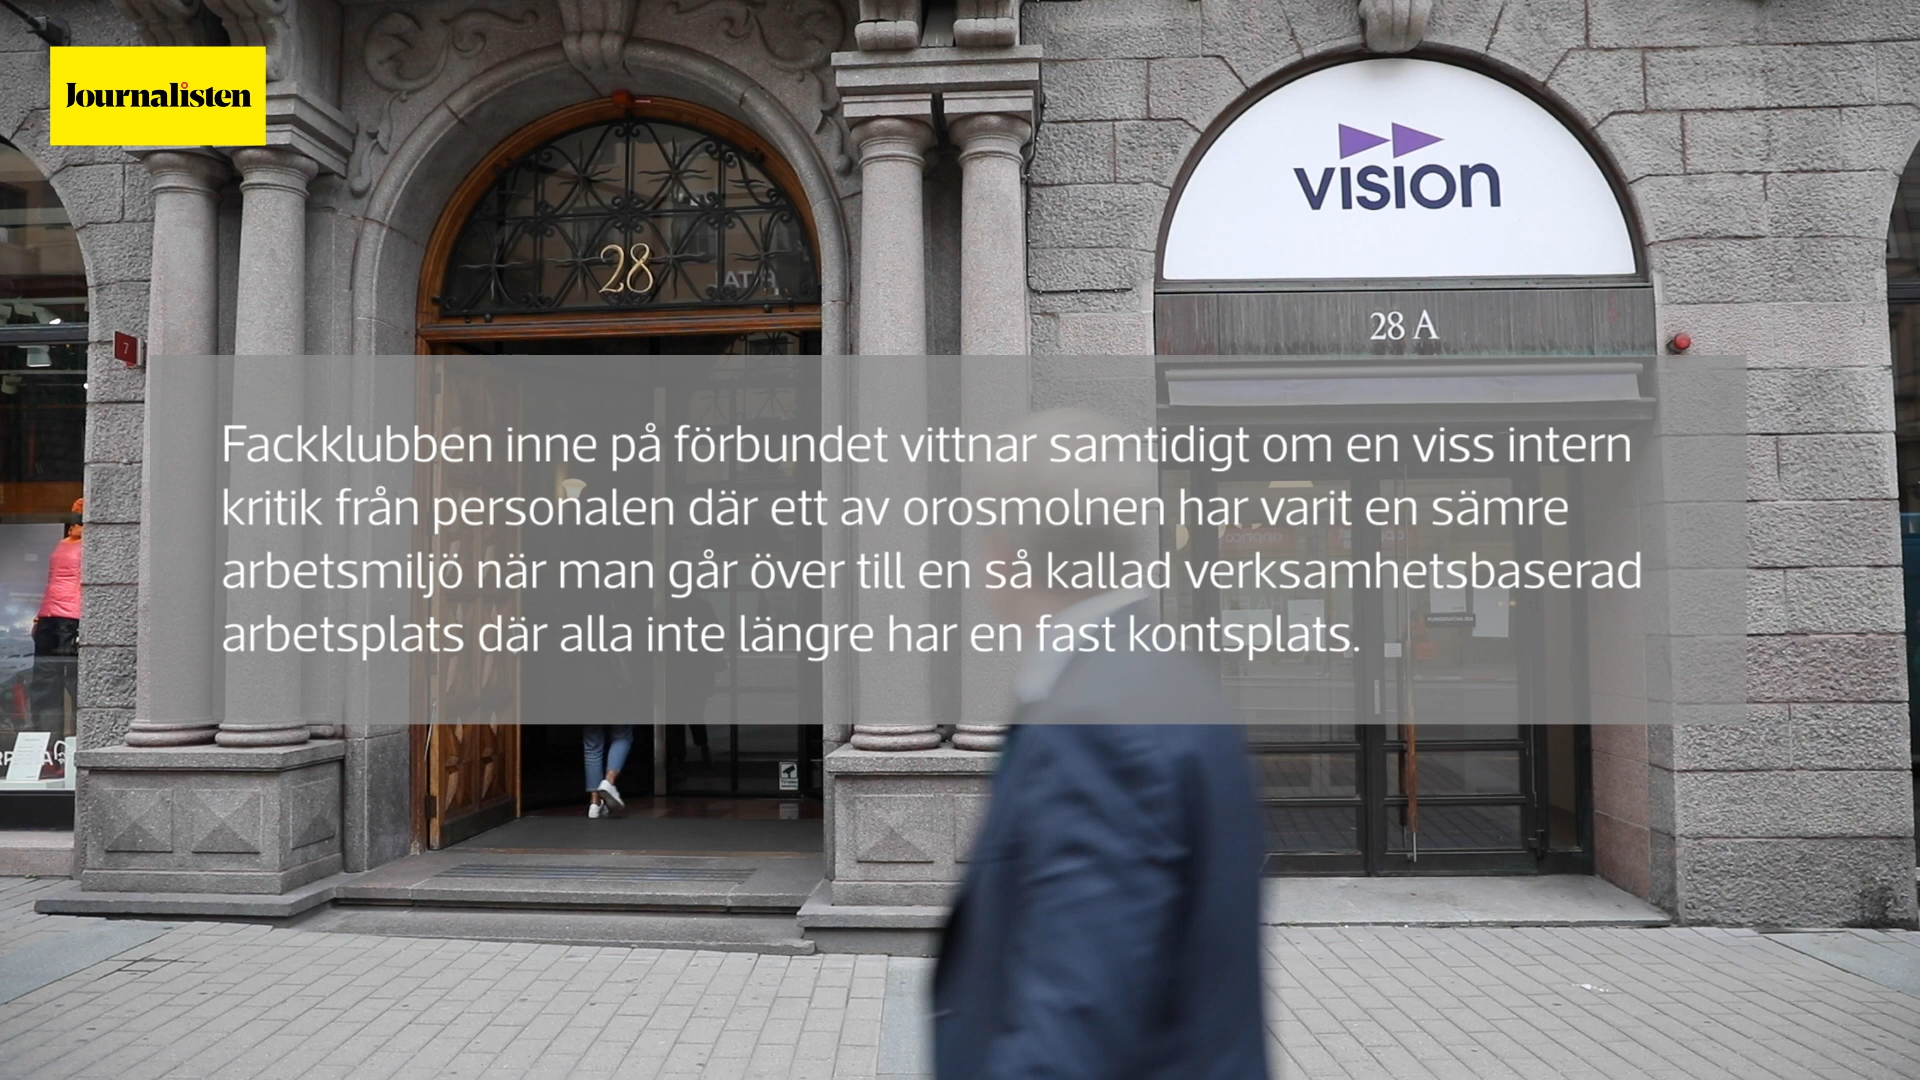 Journalisten
vision
28
28 A
7
Fackklubben inne på förbundet vittnar samtidigt om en viss intern
kritik från personalen där ett av orosmolnen har varit en sämre
arbetsmiljö när man går över till en så kallad verksamhetsbaserad
arbetsplats där alla inte längre har en fast kontsplats.